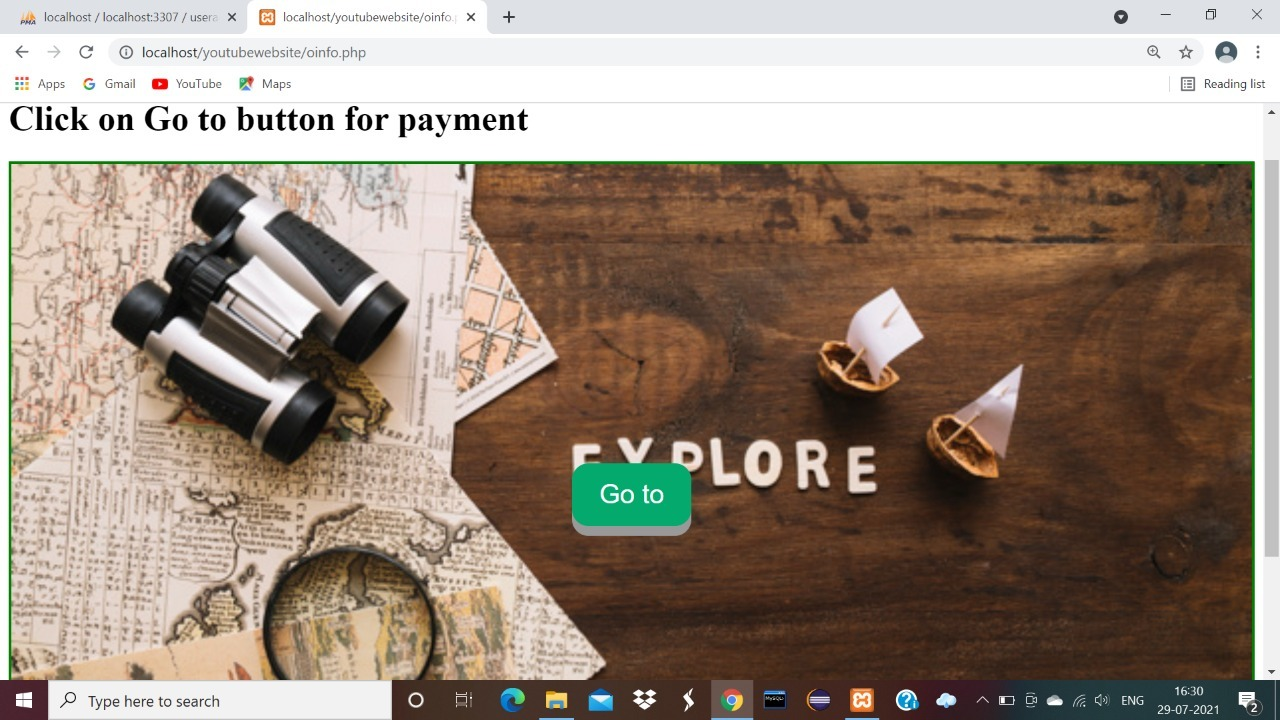 localhost / localhost:3307 / usera
localhost/youtubewebsite/oinfo.p
localhost/youtubewebsite/oinfo.php
Apps
Gmail
YouTube
Maps
Reading list
Click on Go to button for payment
EXPLORE
Go to
EVROPA
Type here to search
MySQL
ENG
16:30
29-07-2021
2